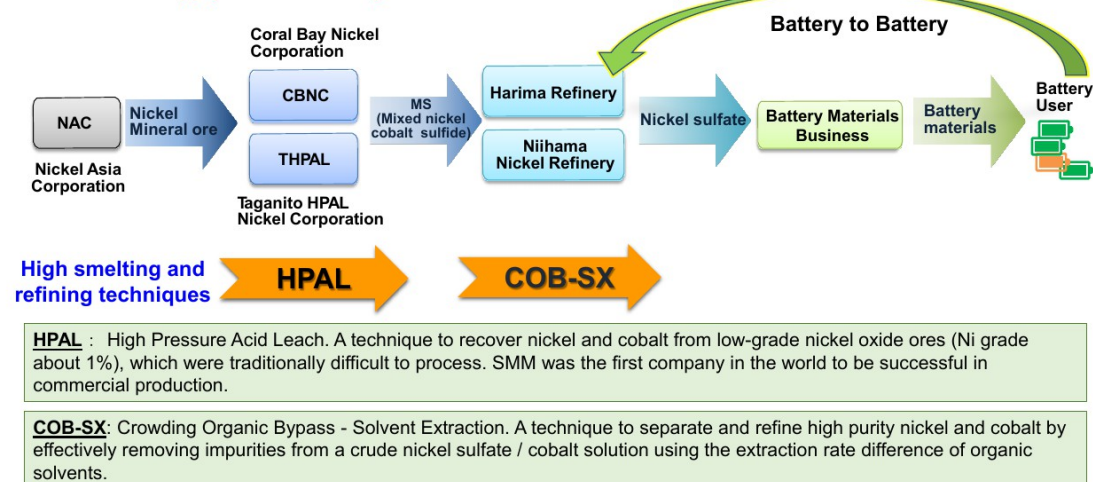 Battery to Battery
Coral Bay Nickel
Corporation
NAC
Nickel Asia
Corporation
Nickel
Mineral ore
CBNC
THPAL
Taganito HPAL
Nickel Corporation
MS
(Mixed nickel
cobalt sulfide)
Harima Refinery
Niihama
Nickel Refinery
Nickel sulfate
Battery Materials
Business
Battery
materials
Battery
User
High smelting and
refining techniques
HPAL
COB-SX
HPAL : High Pressure Acid Leach. A technique to recover nickel and cobalt from low-grade nickel oxide ores (Ni grade
about 1%), which were traditionally difficult to process. SMM was the first company in the world to be successful in
commercial production.
COB-SX: Crowding Organic Bypass - Solvent Extraction. A technique to separate and refine high purity nickel and cobalt by
effectively removing impurities from a crude nickel sulfate / cobalt solution using the extraction rate difference of organic
solvents.